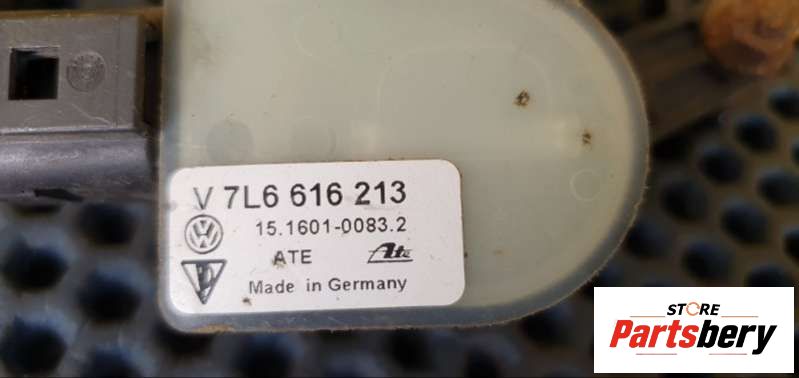 V 7L6 616 213
15.1601-0083.2
ATE Ate
Made in Germany
STORE
Partsbery